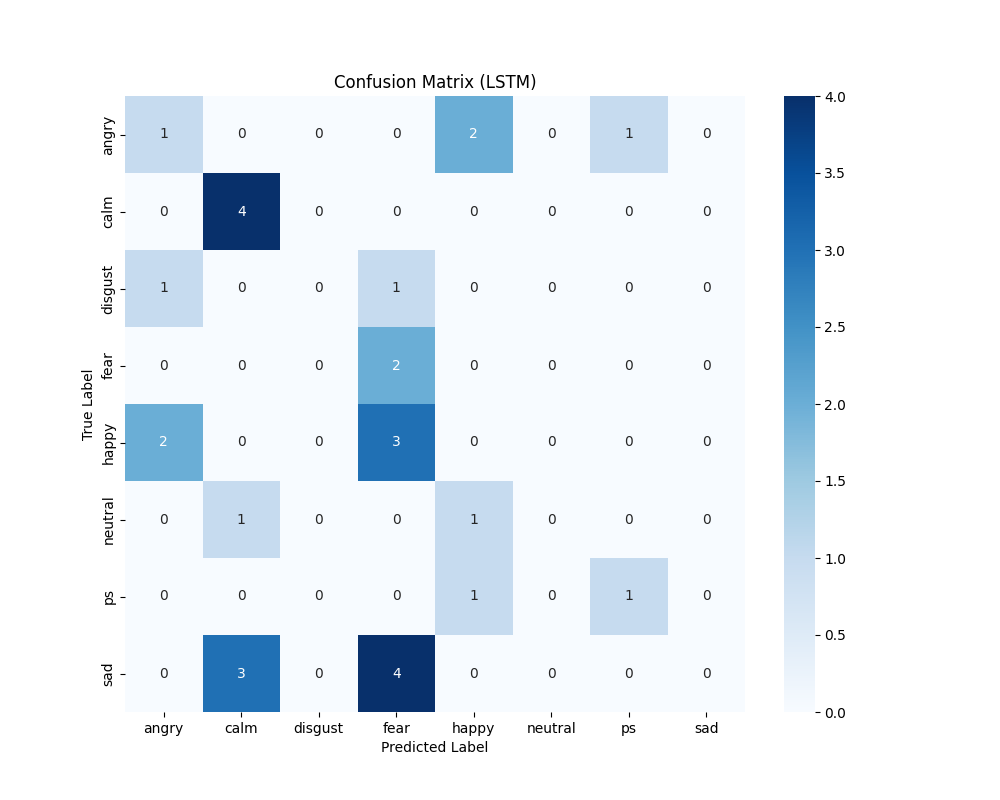 Confusion Matrix (LSTM)
True Label
angry 1 0 0 0 2 0 1 0
calm 0 4 0 0 0 0 0 0
disgust 1 0 0 1 0 0 0 0
fear 0 0 0 2 0 0 0 0
happy 2 0 0 3 0 0 0 0
neutral 0 1 0 0 1 0 0 0
ps 0 0 0 0 1 0 1 0
sad 0 3 0 4 0 0 0 0
angry calm disgust fear happy neutral ps sad
Predicted Label
4.0
3.5
3.0
2.5
2.0
1.5
1.0
0.5
0.0